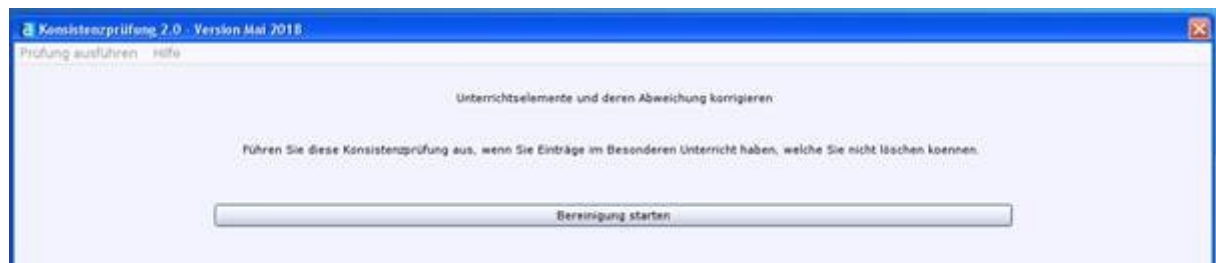 Konsistenzprüfung 2.0 - Version Mai 2018
Prüfung ausführen Hilfe
Unterrichtselemente und deren Abweichung korrigieren
Führen Sie diese Konsistenzprüfung aus, wenn Sie Einträge im Besonderen Unterricht haben, welche Sie nicht löschen koennen.
Bereinigung starten